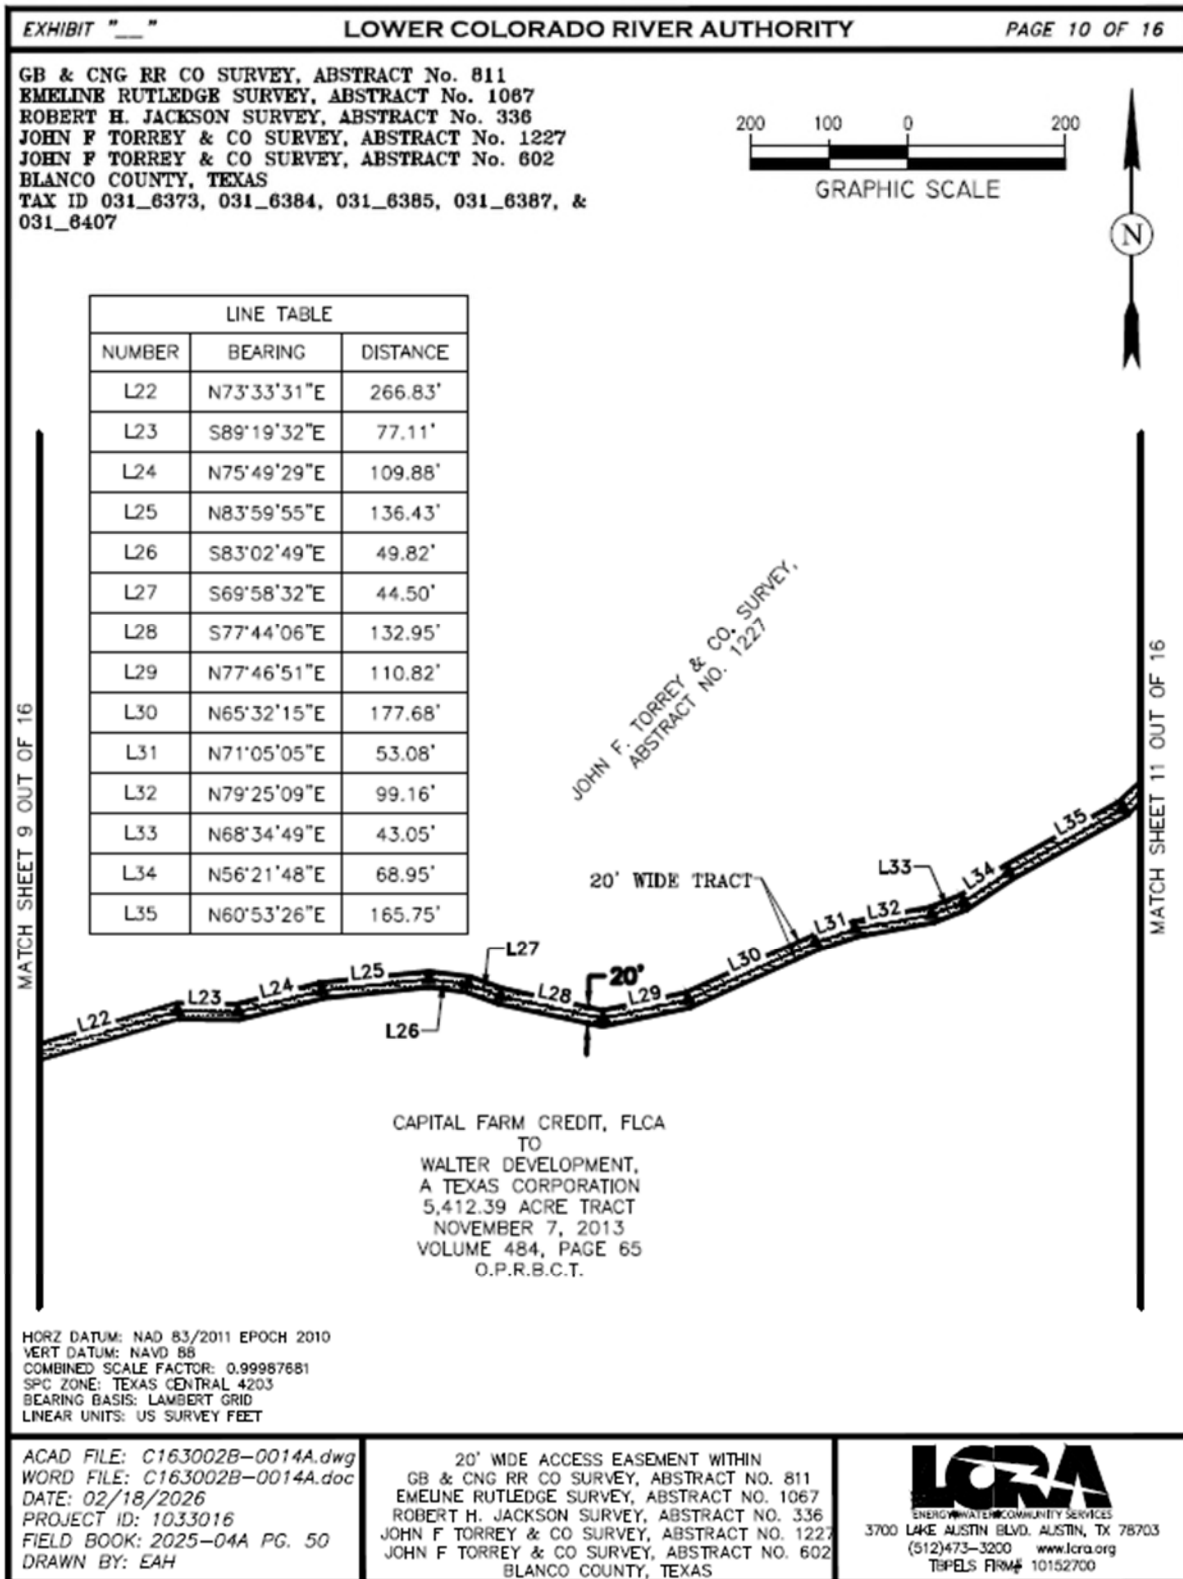 EXHIBIT "__"
LOWER COLORADO RIVER AUTHORITY
PAGE 10 OF 16
GB & CNG RR CO SURVEY, ABSTRACT No. 811
EMELINE RUTLEDGE SURVEY, ABSTRACT No. 1067
ROBERT H. JACKSON SURVEY, ABSTRACT No. 336
JOHN F TORREY & CO SURVEY, ABSTRACT No. 1227
JOHN F TORREY & CO SURVEY, ABSTRACT No. 602
BLANCO COUNTY, TEXAS
TAX ID 031_6373, 031_6384, 031_6385, 031_6387, &
031_6407
200 100 0 200
GRAPHIC SCALE
N
LINE TABLE
NUMBER BEARING DISTANCE
L22 N73°33'31"E 266.83'
L23 S89°19'32"E 77.11'
L24 N75°49'29"E 109.88'
L25 N83°59'55"E 136.43'
L26 S83°02'49"E 49.82'
L27 S69°58'32"E 44.50'
L28 S77°44'06"E 132.95'
L29 N77°46'51"E 110.82'
L30 N65°32'15"E 177.68'
L31 N71°05'05"E 53.08'
L32 N79°25'09"E 99.16'
L33 N68°34'49"E 43.05'
L34 N56°21'48"E 68.95'
L35 N60°53'26"E 165.75'
MATCH SHEET 9 OUT OF 16
JOHN F. TORREY & CO. SURVEY,
ABSTRACT NO. 1227
MATCH SHEET 11 OUT OF 16
20' WIDE TRACT
L22
L23
L24
L25
L26
L27
L28
20'
L29
L30
L31
L32
L33
L34
L35
CAPITAL FARM CREDIT, FLCA
TO
WALTER DEVELOPMENT,
A TEXAS CORPORATION
5,412.39 ACRE TRACT
NOVEMBER 7, 2013
VOLUME 484, PAGE 65
O.P.R.B.C.T.
HORZ DATUM: NAD 83/2011 EPOCH 2010
VERT DATUM: NAVD 88
COMBINED SCALE FACTOR: 0.99987681
SPC ZONE: TEXAS CENTRAL 4203
BEARING BASIS: LAMBERT GRID
LINEAR UNITS: US SURVEY FEET
ACAD FILE: C163002B-0014A.dwg
WORD FILE: C163002B-0014A.doc
DATE: 02/18/2026
PROJECT ID: 1033016
FIELD BOOK: 2025-04A PG. 50
DRAWN BY: EAH
20' WIDE ACCESS EASEMENT WITHIN
GB & CNG RR CO SURVEY, ABSTRACT NO. 811
EMELINE RUTLEDGE SURVEY, ABSTRACT NO. 1067
ROBERT H. JACKSON SURVEY, ABSTRACT NO. 336
JOHN F TORREY & CO SURVEY, ABSTRACT NO. 1227
JOHN F TORREY & CO SURVEY, ABSTRACT NO. 602
BLANCO COUNTY, TEXAS
LCRA
ENERGY•WATER•COMMUNITY SERVICES
3700 LAKE AUSTIN BLVD. AUSTIN, TX 78703
(512)473-3200 www.lcra.org
TBPELS FIRM# 10152700